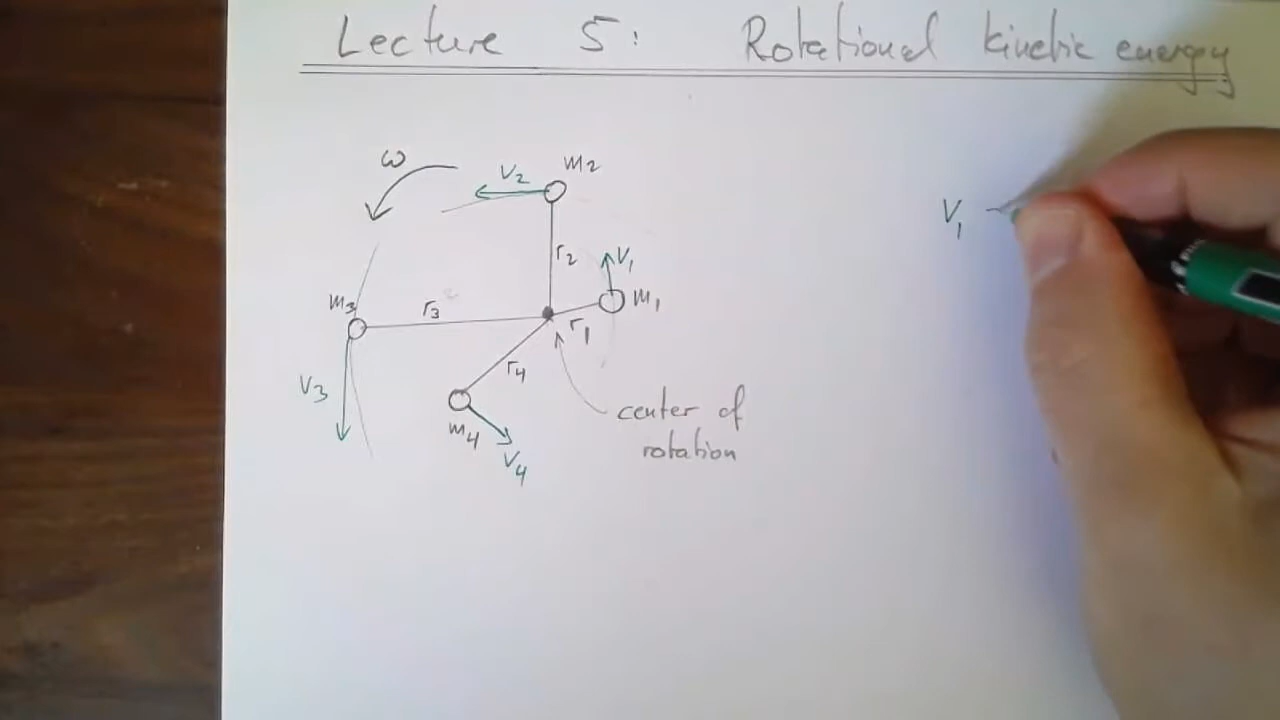 Lecture 5: Rotational kinetic energy
ω
m2
v2
r2
v1
m1
r1
m3
r3
v3
r4
m4
v4
center of
rotation
v1